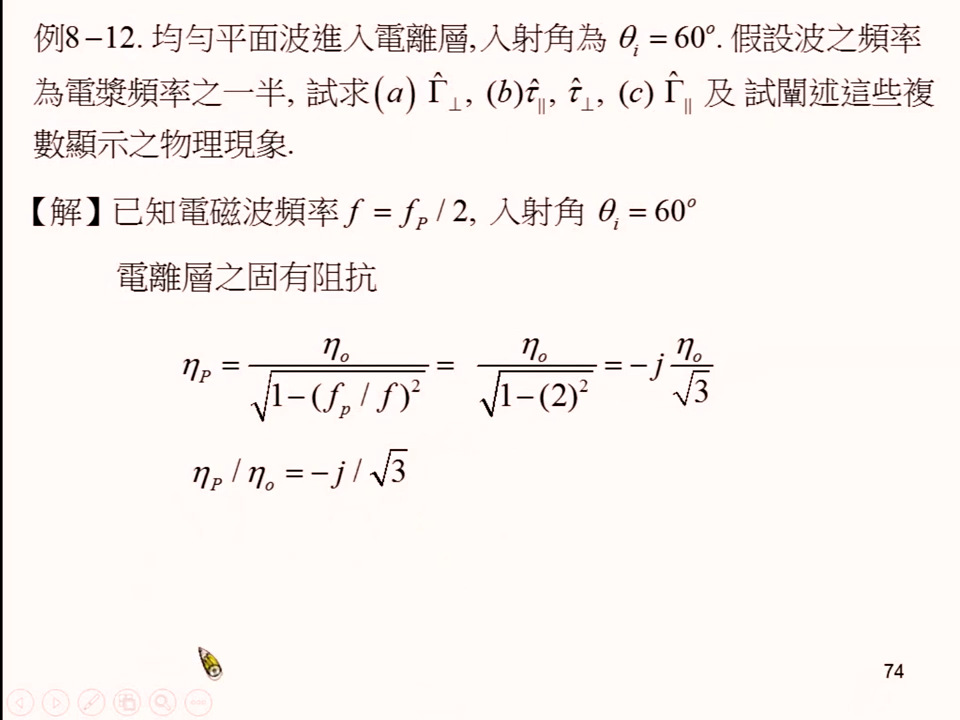 例8−12. 均勻平面波進入電離層, 入射角為 θᵢ = 60°. 假設波之頻率
為電漿頻率之一半, 試求(a) Γ̂⊥, (b) τ̂∥, τ̂⊥, (c) Γ̂∥ 及 試闡述這些複
數顯示之物理現象.
【解】已知電磁波頻率 f = f_P / 2, 入射角 θᵢ = 60°
電離層之固有阻抗
η_P = η_o / √(1−(f_p / f)²) = η_o / √(1−(2)²) = −j η_o / √3
η_P / η_o = −j / √3
74